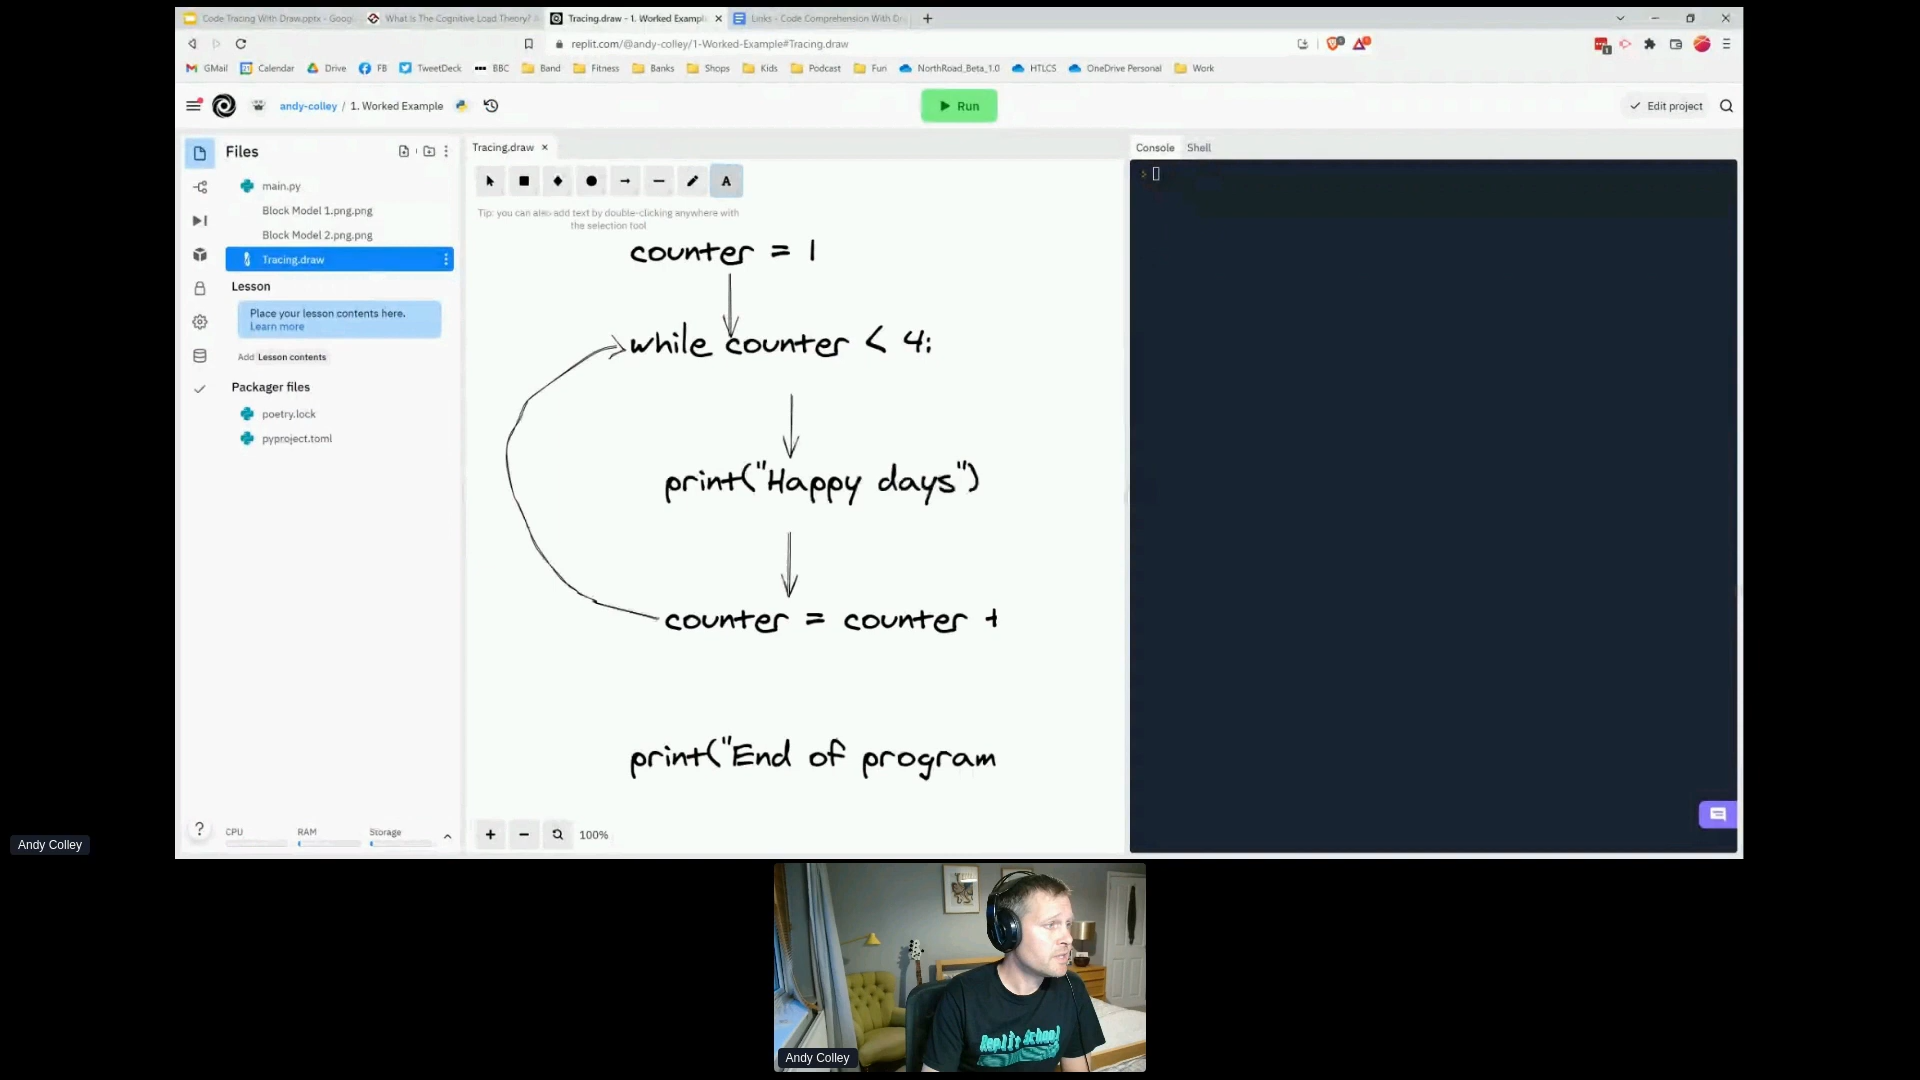 Code Tracing With Draw.pptx - Googl
What Is The Cognitive Load Theory? A
Tracing.draw - 1. Worked Exampl
Links - Code Comprehension With Dr
replit.com/@andy-colley/1-Worked-Example#Tracing.draw
GMail Calendar Drive FB TweetDeck BBC Band Fitness Banks Shops Kids Podcast Fun NorthRoad_Beta_1.0 HTLCS OneDrive Personal Work
andy-colley / 1. Worked Example
Run
Edit project
Files
main.py
Block Model 1.png.png
Block Model 2.png.png
Tracing.draw
Lesson
Place your lesson contents here.
Learn more
Add Lesson contents
Packager files
poetry.lock
pyproject.toml
? CPU RAM Storage
Tracing.draw
A
Tip: you can also add text by double-clicking anywhere with
the selection tool
counter = 1
while counter < 4:
print("Happy days")
counter = counter +
print("End of program
100%
Console Shell
Andy Colley
Replit School
Andy Colley